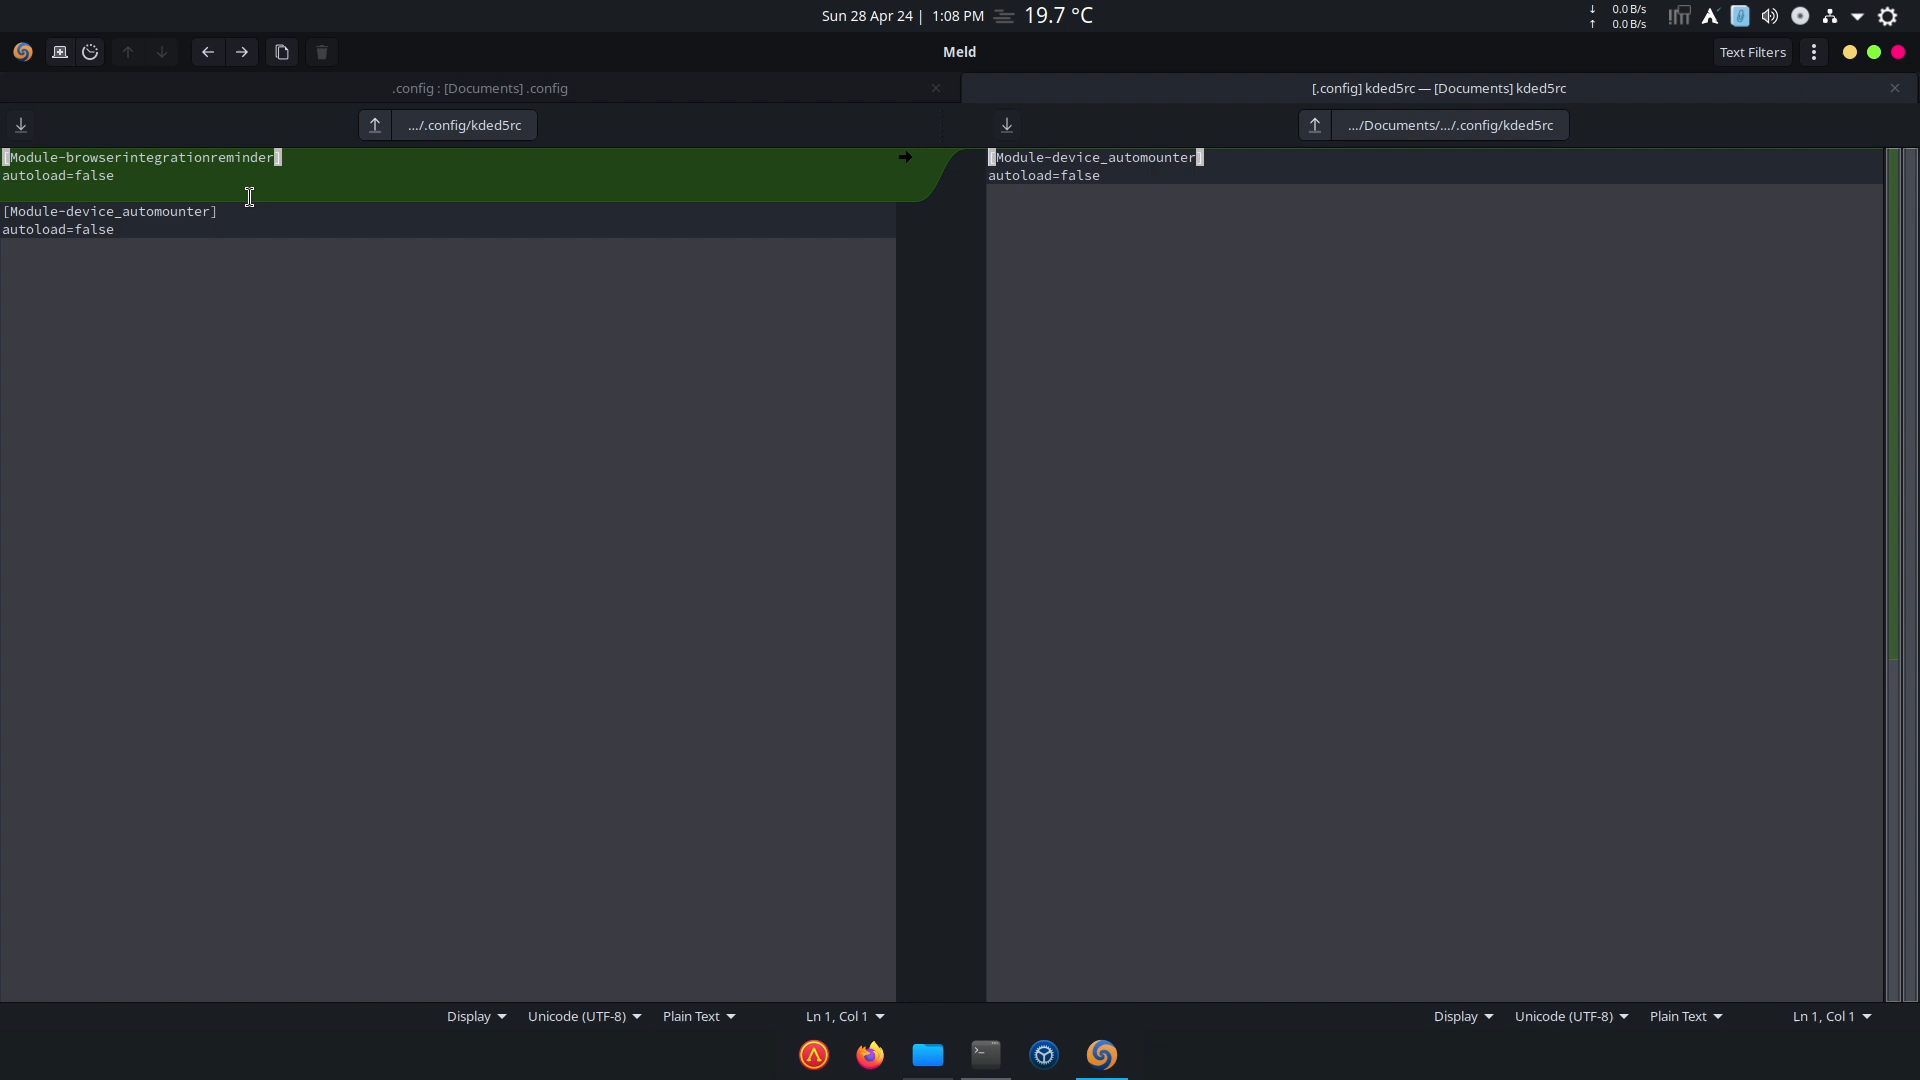 Sun 28 Apr 24 | 1:08 PM
19.7 °C
↓ 0.0 B/s
↑ 0.0 B/s
Meld
Text Filters
.config : [Documents] .config
[.config] kded5rc — [Documents] kded5rc
.../.config/kded5rc
.../Documents/.../.config/kded5rc
[Module-browserintegrationreminder]
autoload=false
[Module-device_automounter]
autoload=false
[Module-device_automounter]
autoload=false
Display
Unicode (UTF-8)
Plain Text
Ln 1, Col 1
Display
Unicode (UTF-8)
Plain Text
Ln 1, Col 1